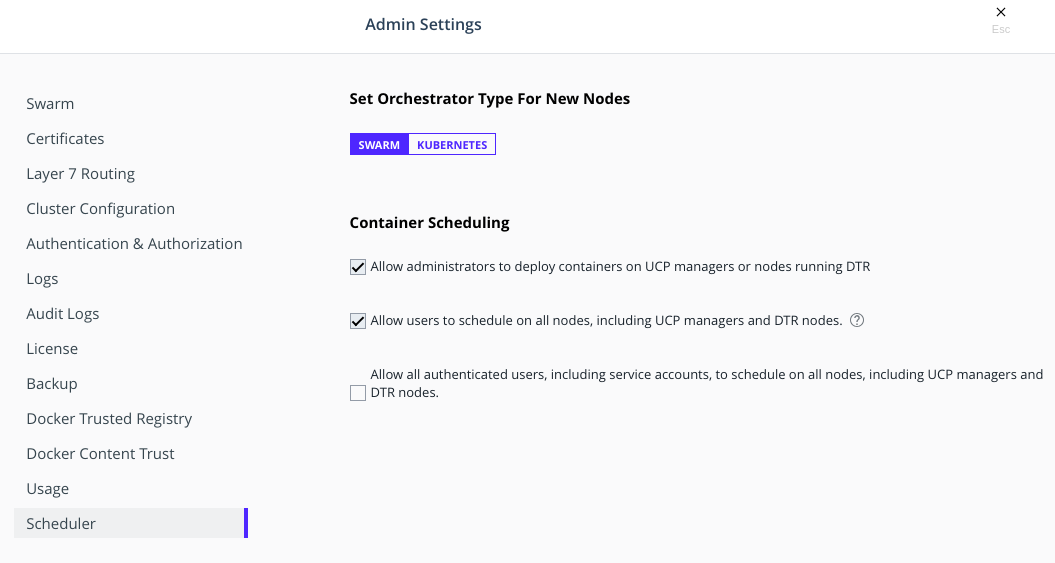 Admin Settings
Esc
Swarm
Certificates
Layer 7 Routing
Cluster Configuration
Authentication & Authorization
Logs
Audit Logs
License
Backup
Docker Trusted Registry
Docker Content Trust
Usage
Scheduler
Set Orchestrator Type For New Nodes
SWARM KUBERNETES
Container Scheduling
Allow administrators to deploy containers on UCP managers or nodes running DTR
Allow users to schedule on all nodes, including UCP managers and DTR nodes. ?
Allow all authenticated users, including service accounts, to schedule on all nodes, including UCP managers and
DTR nodes.